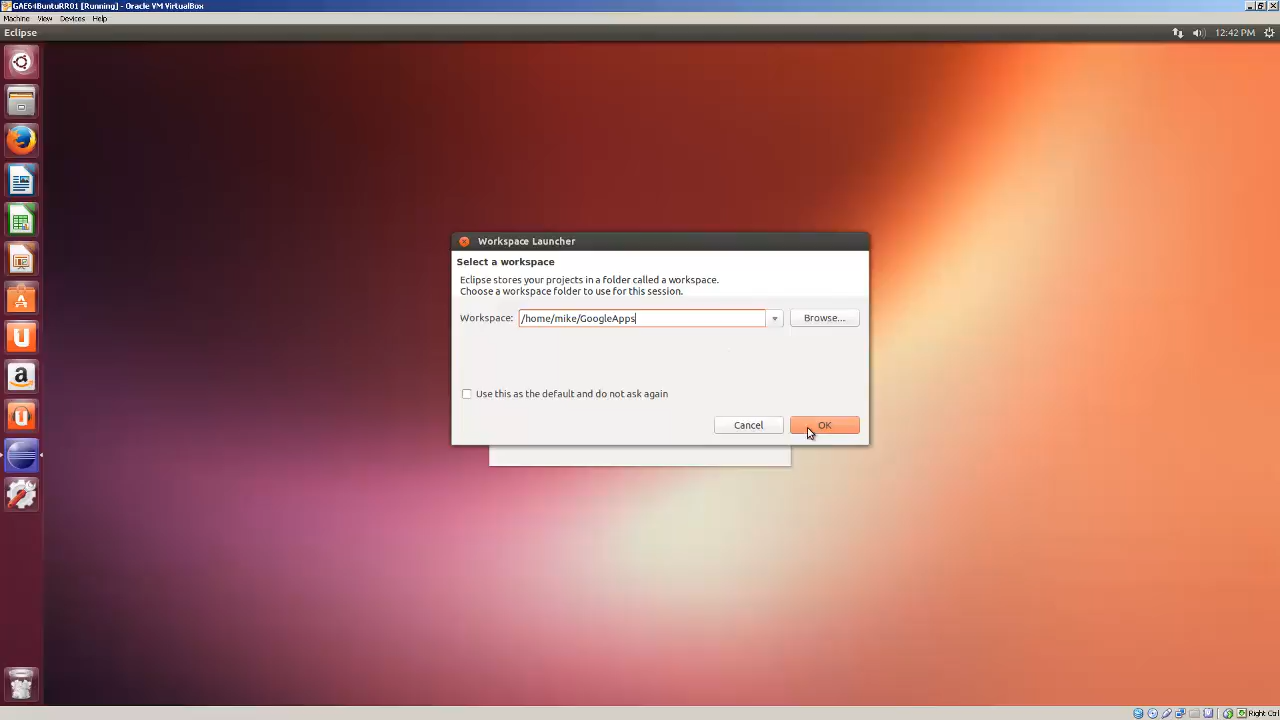 GAE64BuntuRR01 [Running] - Oracle VM VirtualBox
Machine View Devices Help
Eclipse 12:42 PM
Workspace Launcher
Select a workspace
Eclipse stores your projects in a folder called a workspace.
Choose a workspace folder to use for this session.
Workspace: /home/mike/GoogleApps Browse...
Use this as the default and do not ask again
Cancel OK
Right Ctrl